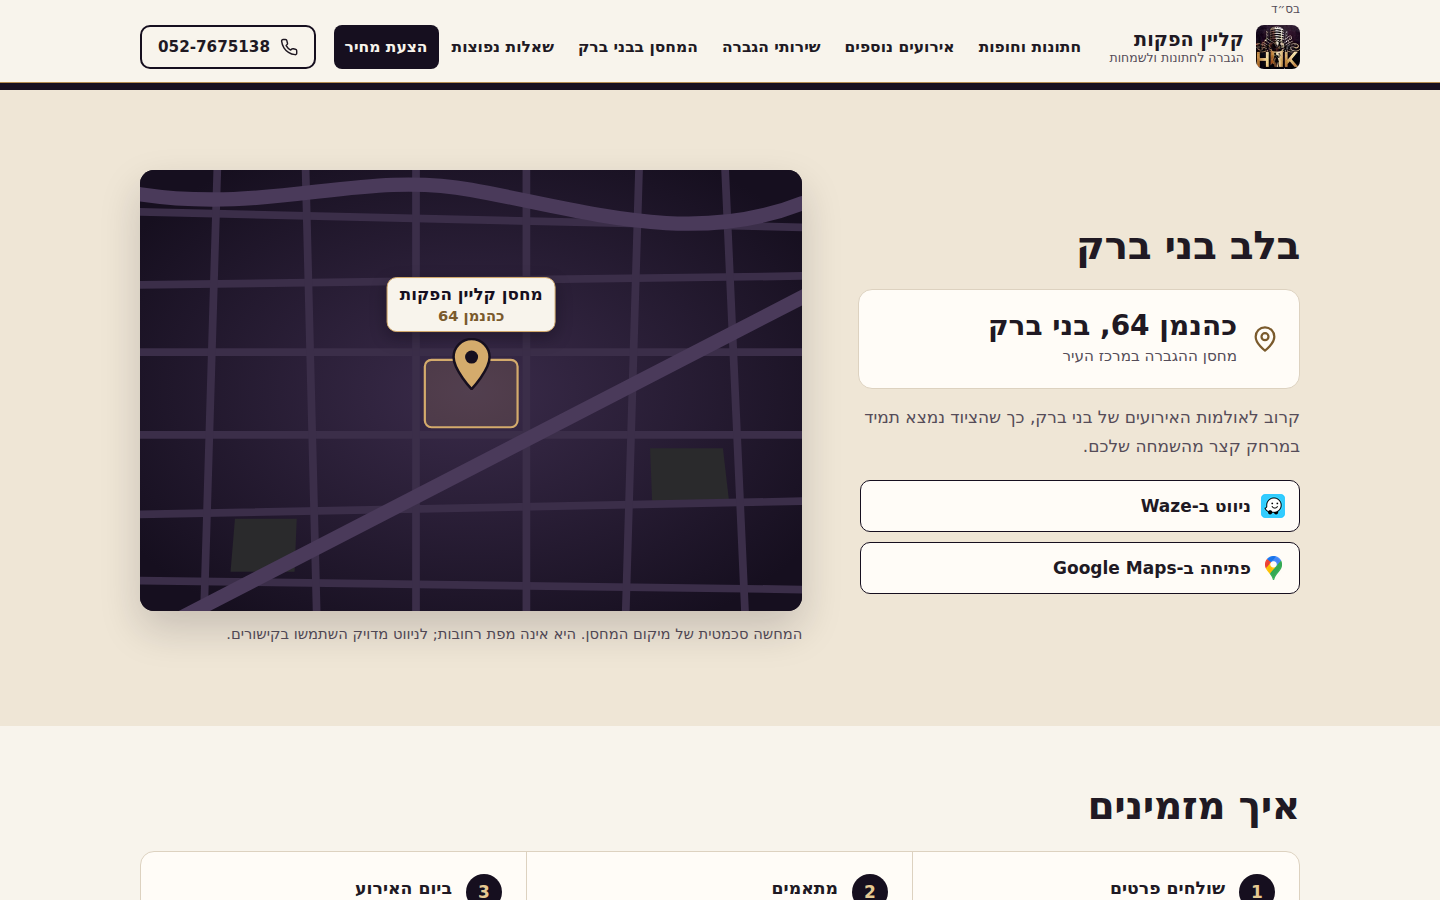 בס״ד
קליין הפקות
הגברה לחתונות ולשמחות
חתונות וחופות
אירועים נוספים
שירותי הגברה
המחסן בבני ברק
שאלות נפוצות
הצעת מחיר
052-7675138
בלב בני ברק
כהנמן 64, בני ברק
מחסן ההגברה במרכז העיר
קרוב לאולמות האירועים של בני ברק, כך שהציוד נמצא תמיד
במרחק קצר מהשמחה שלכם.
ניווט ב-Waze
פתיחה ב-Google Maps
מחסן קליין הפקות
כהנמן 64
המחשה סכמטית של מיקום המחסן. היא אינה מפת רחובות; לניווט מדויק השתמשו בקישורים.
איך מזמינים
1
שולחים פרטים
2
מתאמים
3
ביום האירוע